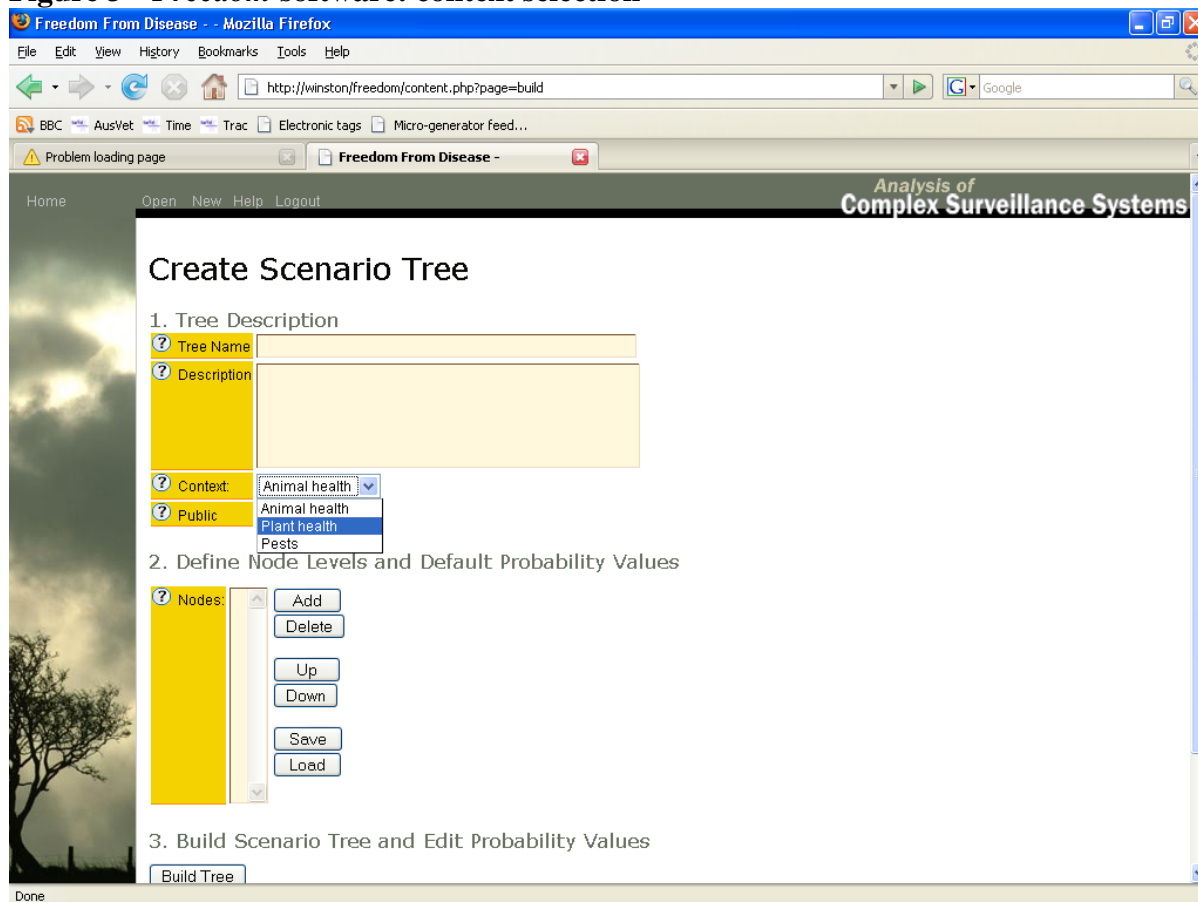 Freedom From Disease - - Mozilla Firefox
File Edit View History Bookmarks Tools Help
http://winston/freedom/content.php?page=build G Google
BBC AusVet Time Trac Electronic tags Micro-generator feed...
Problem loading page Freedom From Disease -
Analysis of
Home Open New Help Logout Complex Surveillance Systems
Create Scenario Tree
1. Tree Description
? Tree Name
? Description
? Context: Animal health
Animal health
? Public
Plant health
Pests
2. Define Node Levels and Default Probability Values
? Nodes: Add
Delete
Up
Down
Save
Load
3. Build Scenario Tree and Edit Probability Values
Build Tree
Done